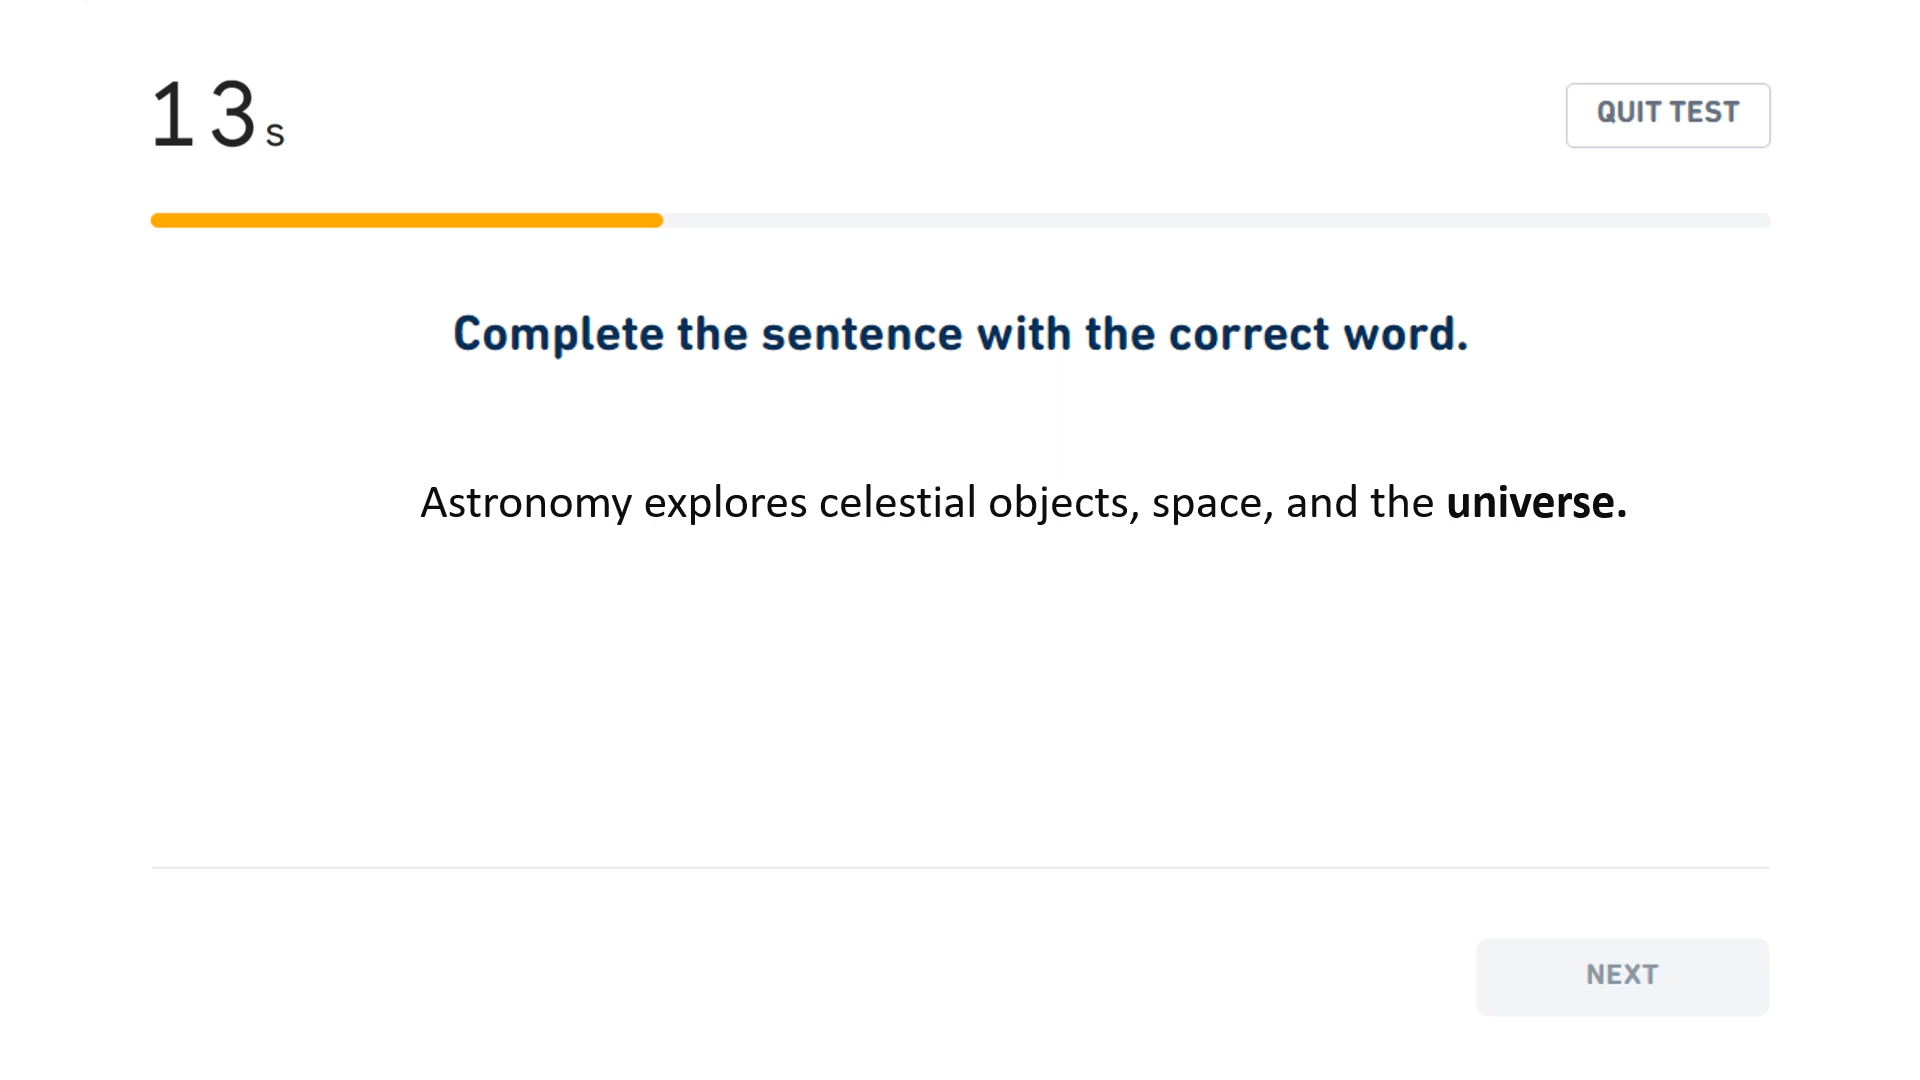 13s
QUIT TEST
Complete the sentence with the correct word.
Astronomy explores celestial objects, space, and the universe.
NEXT